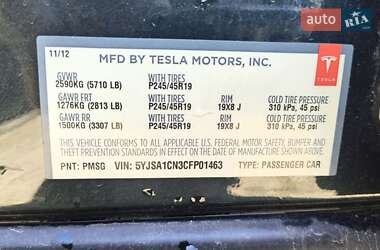 auto RIA.com
11/12
MFD BY TESLA MOTORS, INC.
TESLA
GVWR WITH TIRES
2590KG (5710 LB) P245/45R19
GAWR FRT WITH TIRES RIM COLD TIRE PRESSURE
1276KG (2813 LB) P245/45R19 19X8 J 310 kPa, 45 psi
GAWR RR WITH TIRES RIM COLD TIRE PRESSURE
1500KG (3307 LB) P245/45R19 19X8 J 310 kPa, 45 psi
THIS VEHICLE CONFORMS TO ALL APPLICABLE U.S. FEDERAL MOTOR SAFETY, BUMPER AND
THEFT PREVENTION STANDARDS IN EFFECT ON THE DATE OF MANUFACTURE SHOWN ABOVE.
PNT: PMSG VIN: 5YJSA1CN3CFP01463 TYPE: PASSENGER CAR